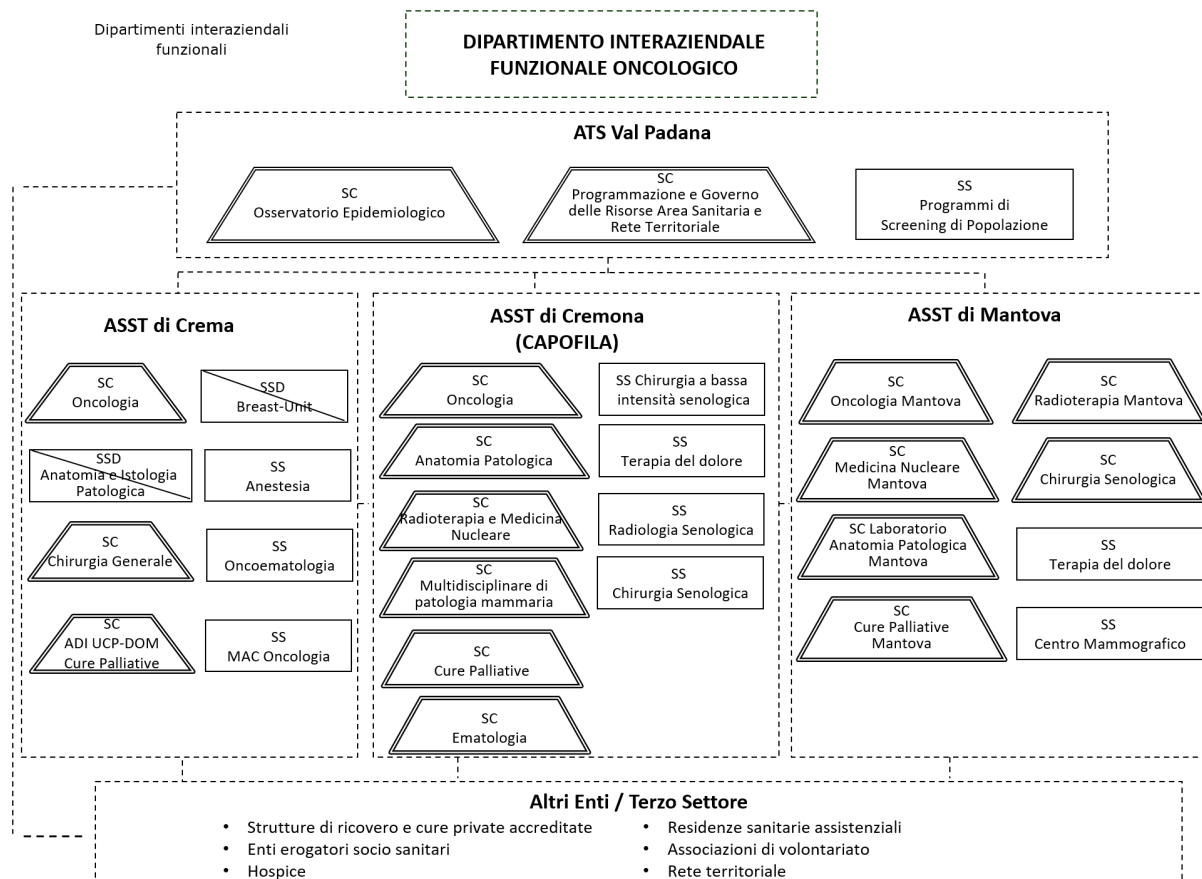 Dipartimenti interaziendali
funzionali
DIPARTIMENTO INTERAZIENDALE
FUNZIONALE ONCOLOGICO
ATS Val Padana
SC
Osservatorio Epidemiologico
SC
Programmazione e Governo
delle Risorse Area Sanitaria e
Rete Territoriale
SS
Programmi di
Screening di Popolazione
ASST di Crema
SC
Oncologia
SSD
Breast-Unit
SSD
Anatomia e Istologia
Patologica
SS
Anestesia
SC
Chirurgia Generale
SS
Oncoematologia
SC
ADI UCP-DOM
Cure Palliative
SS
MAC Oncologia
ASST di Cremona
(CAPOFILA)
SC
Oncologia
SS Chirurgia a bassa
intensità senologica
SC
Anatomia Patologica
SS
Terapia del dolore
SC
Radioterapia e Medicina
Nucleare
SS
Radiologia Senologica
SC
Multidisciplinare di
patologia mammaria
SS
Chirurgia Senologica
SC
Cure Palliative
SC
Ematologia
ASST di Mantova
SC
Oncologia Mantova
SC
Radioterapia Mantova
SC
Medicina Nucleare
Mantova
SC
Chirurgia Senologica
SC Laboratorio
Anatomia Patologica
Mantova
SS
Terapia del dolore
SC
Cure Palliative
Mantova
SS
Centro Mammografico
Altri Enti / Terzo Settore
• Strutture di ricovero e cure private accreditate
• Enti erogatori socio sanitari
• Hospice
• Residenze sanitarie assistenziali
• Associazioni di volontariato
• Rete territoriale